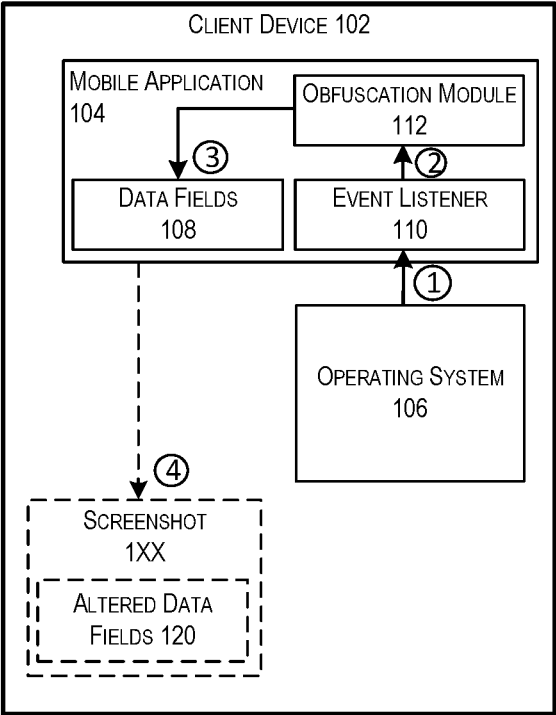 CLIENT DEVICE 102
MOBILE APPLICATION
104
OBFUSCATION MODULE
112
③
②
DATA FIELDS
108
EVENT LISTENER
110
①
OPERATING SYSTEM
106
④
SCREENSHOT
1XX
ALTERED DATA
FIELDS 120